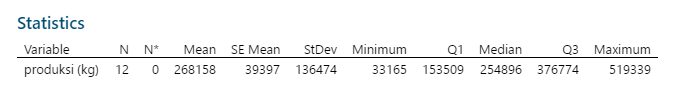 Statistics
Variable N N* Mean SE Mean StDev Minimum Q1 Median Q3 Maximum
produksi (kg) 12 0 268158 39397 136474 33165 153509 254896 376774 519339